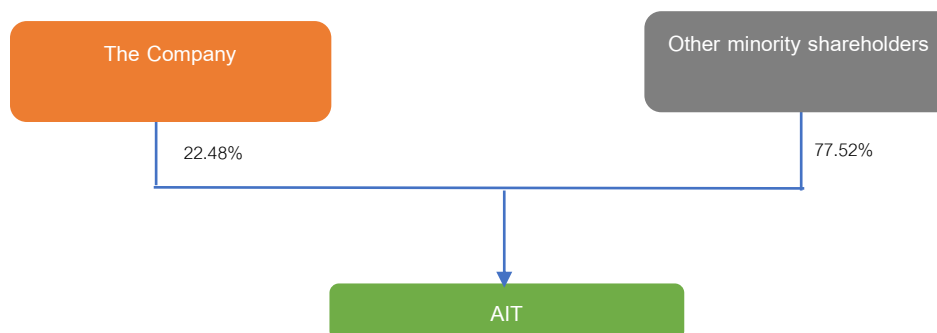 The Company
Other minority shareholders
22.48%
77.52%
AIT